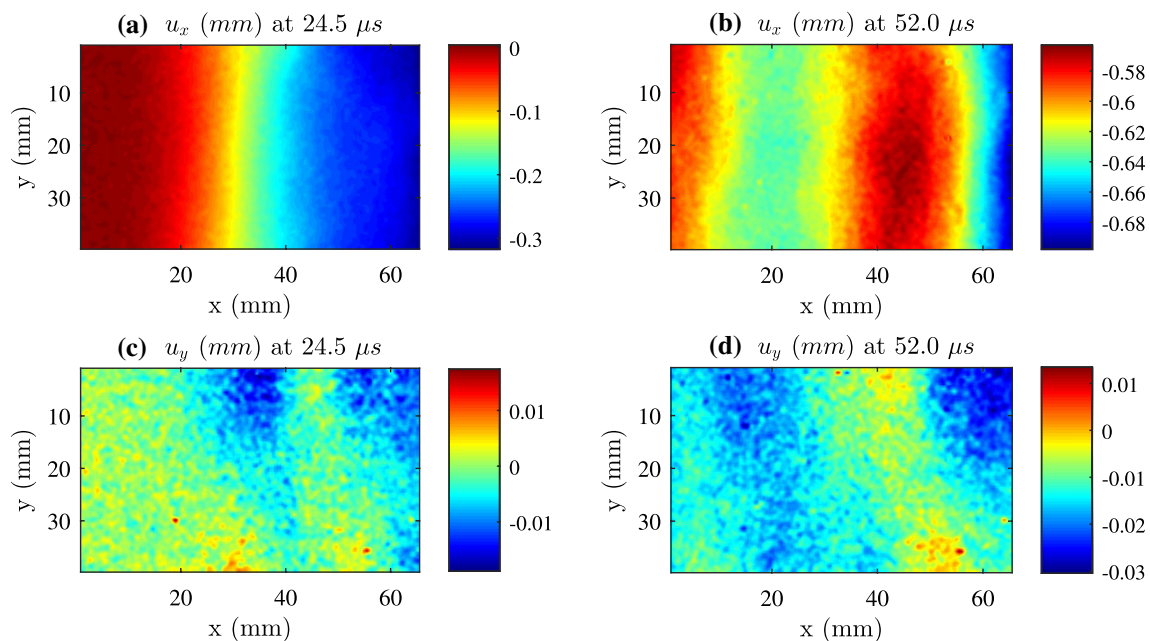 (a) u_x (mm) at 24.5 μs
0
-0.1
-0.2
-0.3
10
20
30
y (mm)
20 40 60
x (mm)
(b) u_x (mm) at 52.0 μs
-0.58
-0.6
-0.62
-0.64
-0.66
-0.68
10
20
30
y (mm)
20 40 60
x (mm)
(c) u_y (mm) at 24.5 μs
0.01
0
-0.01
10
20
30
y (mm)
20 40 60
x (mm)
(d) u_y (mm) at 52.0 μs
0.01
0
-0.01
-0.02
-0.03
10
20
30
y (mm)
20 40 60
x (mm)